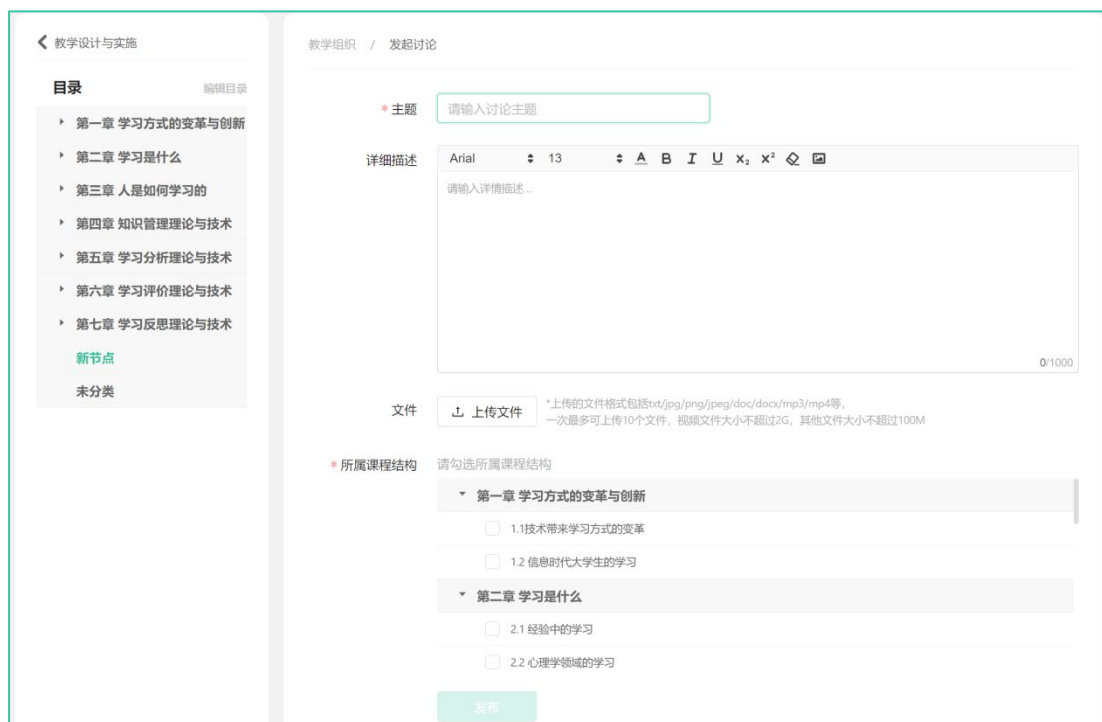 教学设计与实施
目录 编辑目录
第一章 学习方式的变革与创新
第二章 学习是什么
第三章 人是如何学习的
第四章 知识管理理论与技术
第五章 学习分析理论与技术
第六章 学习评价理论与技术
第七章 学习反思理论与技术
新节点
未分类
教学组织 / 发起讨论
* 主题 请输入讨论主题
详细描述 Arial 13 A B I U X₂ X²
请输入详情描述...
0/1000
文件 上传文件 *上传的文件格式包括txt/jpg/png/jpeg/doc/docx/mp3/mp4等,
一次最多可上传10个文件, 视频文件大小不超过2G, 其他文件大小不超过100M
* 所属课程结构 请勾选所属课程结构
第一章 学习方式的变革与创新
1.1技术带来学习方式的变革
1.2 信息时代大学生的学习
第二章 学习是什么
2.1 经验中的学习
2.2 心理学领域的学习
发布